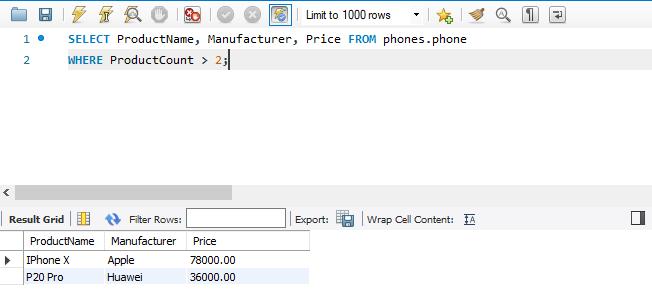 Limit to 1000 rows
1 SELECT ProductName, Manufacturer, Price FROM phones.phone
2 WHERE ProductCount > 2;
Result Grid Filter Rows: Export: Wrap Cell Content: IA
ProductName Manufacturer Price
IPhone X Apple 78000.00
P20 Pro Huawei 36000.00